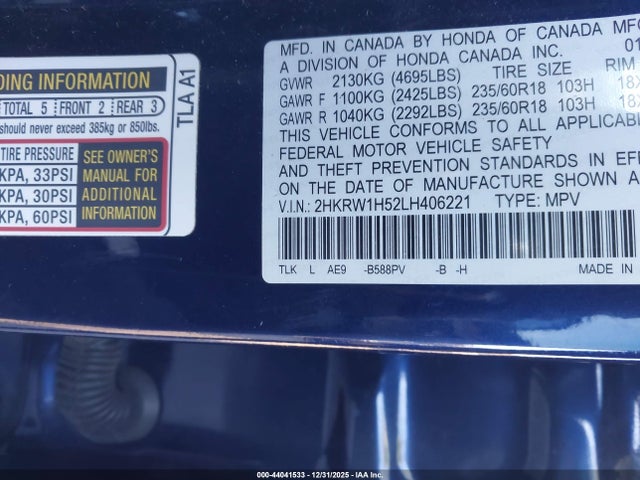 DING INFORMATION
TOTAL 5 FRONT 2 REAR 3
should never exceed 385kg or 850lbs.
TIRE PRESSURE
KPA, 33PSI
KPA, 30PSI
KPA, 60PSI
SEE OWNER'S
MANUAL FOR
ADDITIONAL
INFORMATION
TLA A1
MFD. IN CANADA BY HONDA OF CANADA
A DIVISION OF HONDA CANADA INC. 01
GVWR 2130KG (4695LBS) TIRE SIZE RIM
GAWR F 1100KG (2425LBS) 235/60R18 103H 18X
GAWR R 1040KG (2292LBS) 235/60R18 103H 18X
THIS VEHICLE CONFORMS TO ALL APPLICABL
FEDERAL MOTOR VEHICLE SAFETY
AND THEFT PREVENTION STANDARDS IN EFF
ON THE DATE OF MANUFACTURE SHOWN A
V.I.N.: 2HKRW1H52LH406221 TYPE: MPV
TLK L AE9 -B588PV -B -H MADE IN
000-44041533 - 12/31/2025 - IAA Inc.